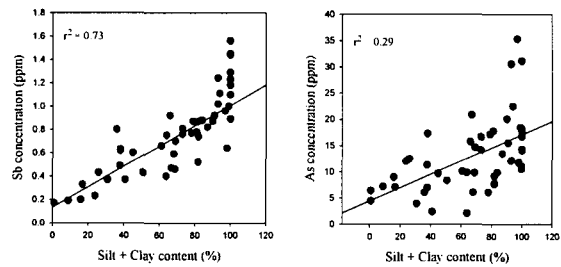 r² = 0.73
Sb concentration (ppm)
1.8
1.6
1.4
1.2
1.0
0.8
0.6
0.4
0.2
0.0
0 20 40 60 80 100 120
Silt + Clay content (%)
r² 0.29
As concentration (ppm)
40
35
30
25
20
15
10
5
0
-20 0 20 40 60 80 100 120
Silt + Clay content (%)